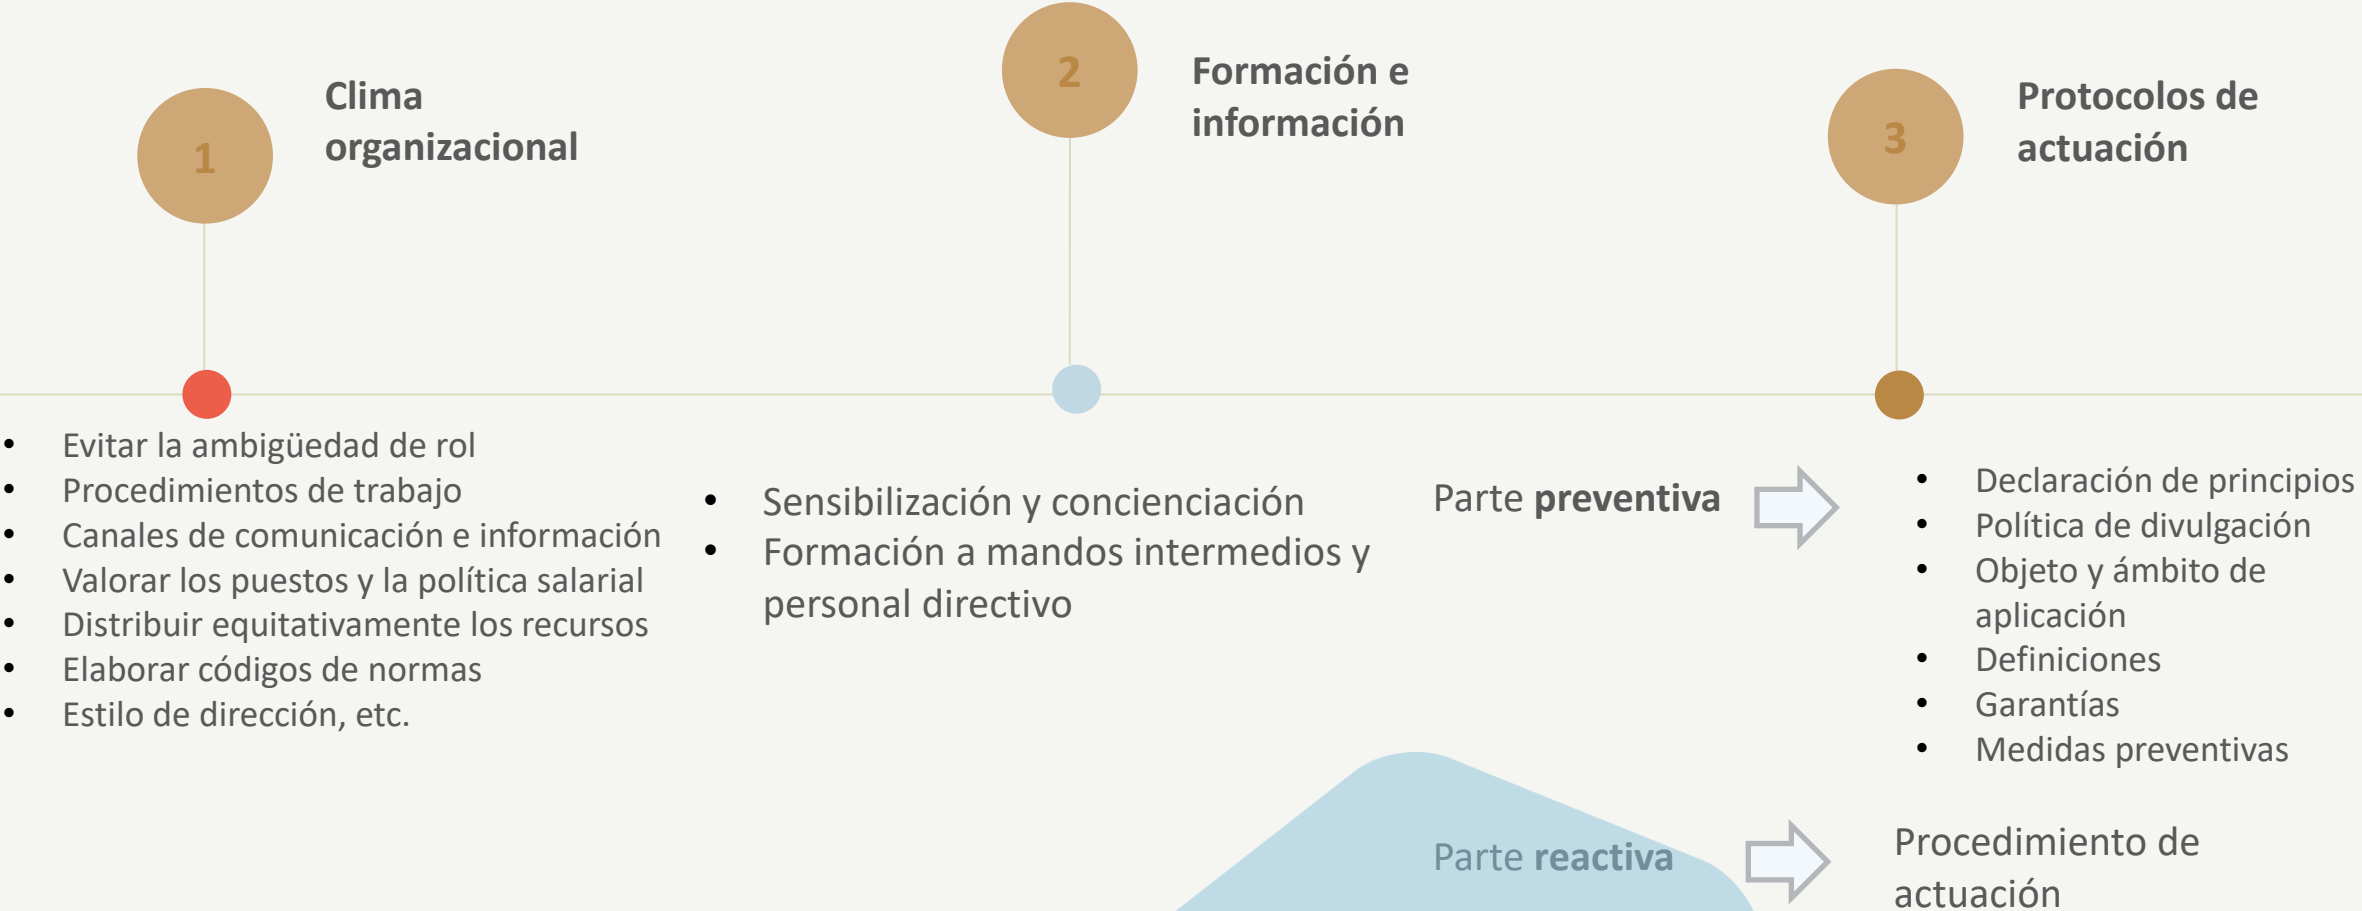 1
Clima
organizacional
2
Formación e
información
3
Protocolos de
actuación
• Evitar la ambigüedad de rol
• Procedimientos de trabajo
• Canales de comunicación e información
• Valorar los puestos y la política salarial
• Distribuir equitativamente los recursos
• Elaborar códigos de normas
• Estilo de dirección, etc.
• Sensibilización y concienciación
• Formación a mandos intermedios y
personal directivo
Parte preventiva
• Declaración de principios
• Política de divulgación
• Objeto y ámbito de
aplicación
• Definiciones
• Garantías
• Medidas preventivas
Parte reactiva
Procedimiento de
actuación